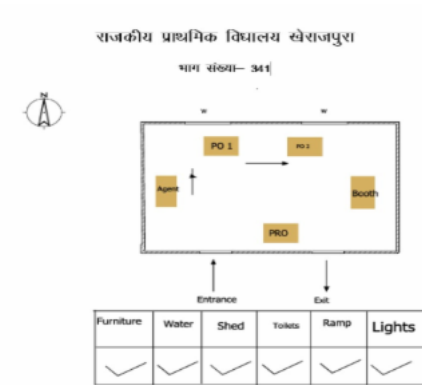 राजकीय प्राथमिक विघालय खेराजपुरा
भाग संख्या– 341
N
W W
PO 1 PO 2
Agent Booth
PRO
Entrance Exit
Furniture Water Shed Toilets Ramp Lights